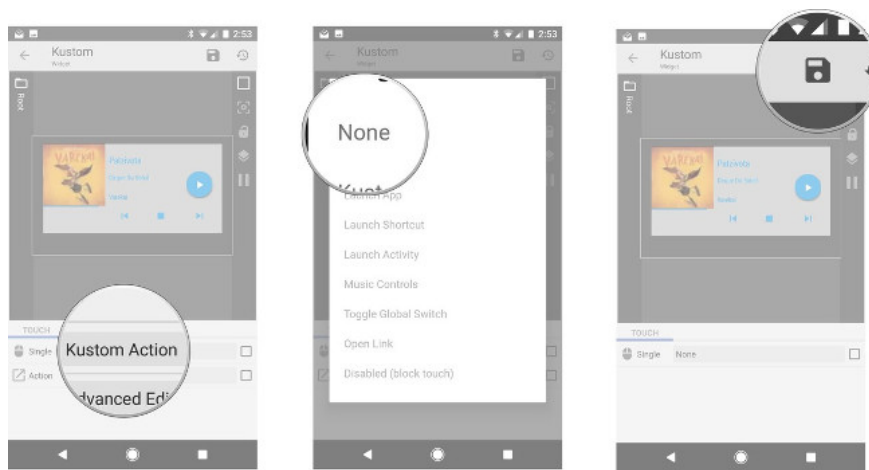 2:53
Kustom
Widget
Root
Patzivota
TOUCH
Single Kustom Action
Action
dvanced Edi
2:53
Kustom
Widget
None
Kust
Launch App
Launch Shortcut
Launch Activity
Music Controls
Toggle Global Switch
Open Link
Disabled (block touch)
Kustom
Widget
Root
Patzivota
TOUCH
Single None